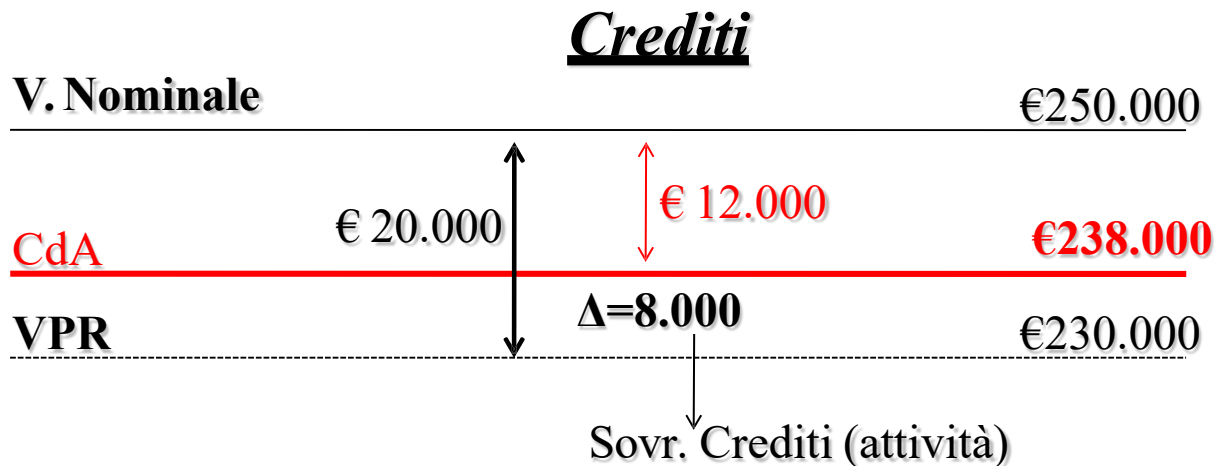 Crediti
V. Nominale €250.000
€ 20.000 € 12.000
CdA €238.000
VPR Δ=8.000 €230.000
Sovr. Crediti (attività)